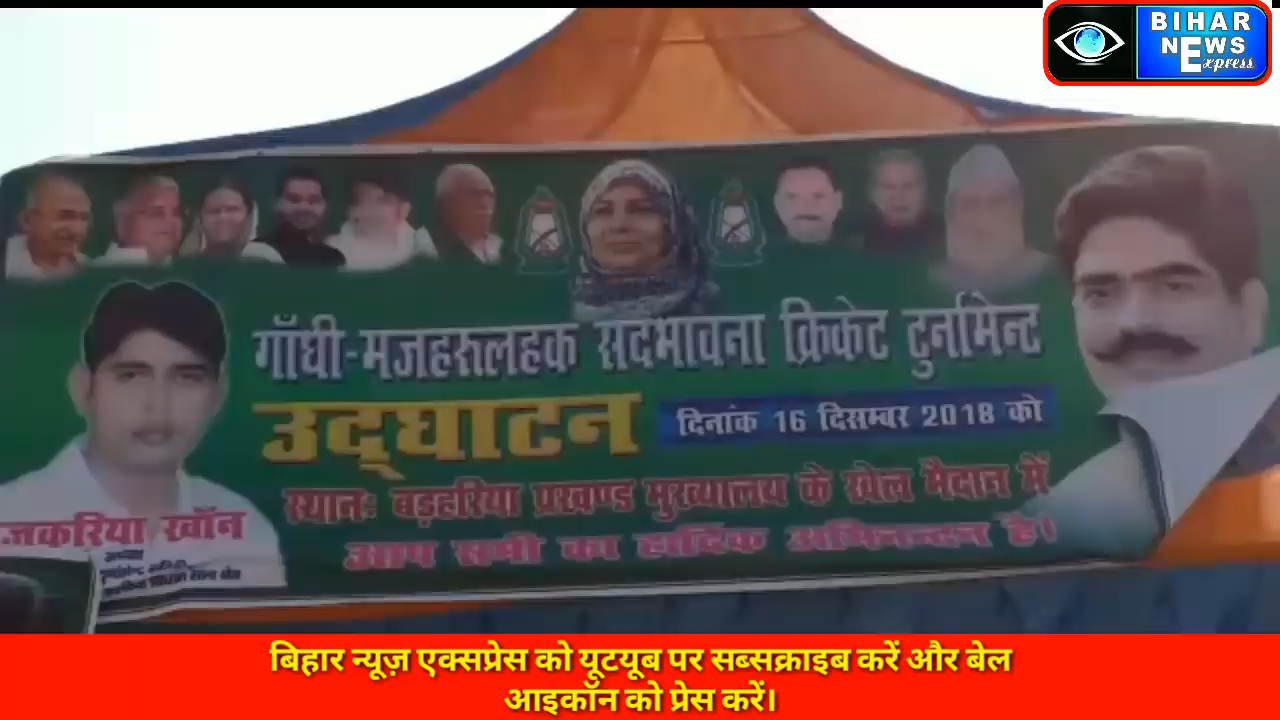 BIHAR
NEWS
Express
गाँधी-मजहरूलहक सदभावना क्रिकेट टुर्नामेन्ट
उद्घाटन
दिनांक 16 दिसम्बर 2018 को
स्थानः बड़हरिया प्रखण्ड मुख्यालय के खेल मैदान में
आप सभी का हार्दिक अभिनन्दन है।
जकरिया खाँन
बिहार न्यूज़ एक्सप्रेस को यूटयूब पर सब्सक्राइब करें और बेल
आइकॉन को प्रेस करें।